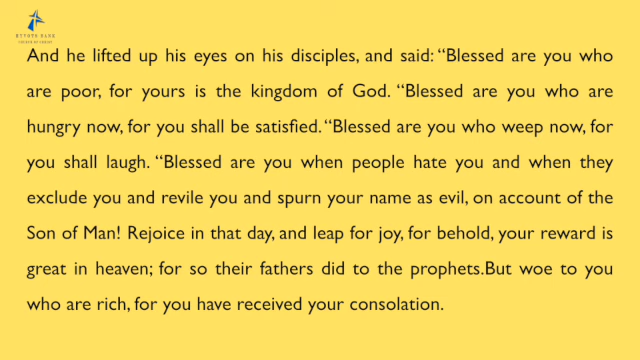 And he lifted up his eyes on his disciples, and said: “Blessed are you who
are poor, for yours is the kingdom of God. “Blessed are you who are
hungry now, for you shall be satisfied. “Blessed are you who weep now, for
you shall laugh. “Blessed are you when people hate you and when they
exclude you and revile you and spurn your name as evil, on account of the
Son of Man! Rejoice in that day, and leap for joy, for behold, your reward is
great in heaven; for so their fathers did to the prophets.But woe to you
who are rich, for you have received your consolation.